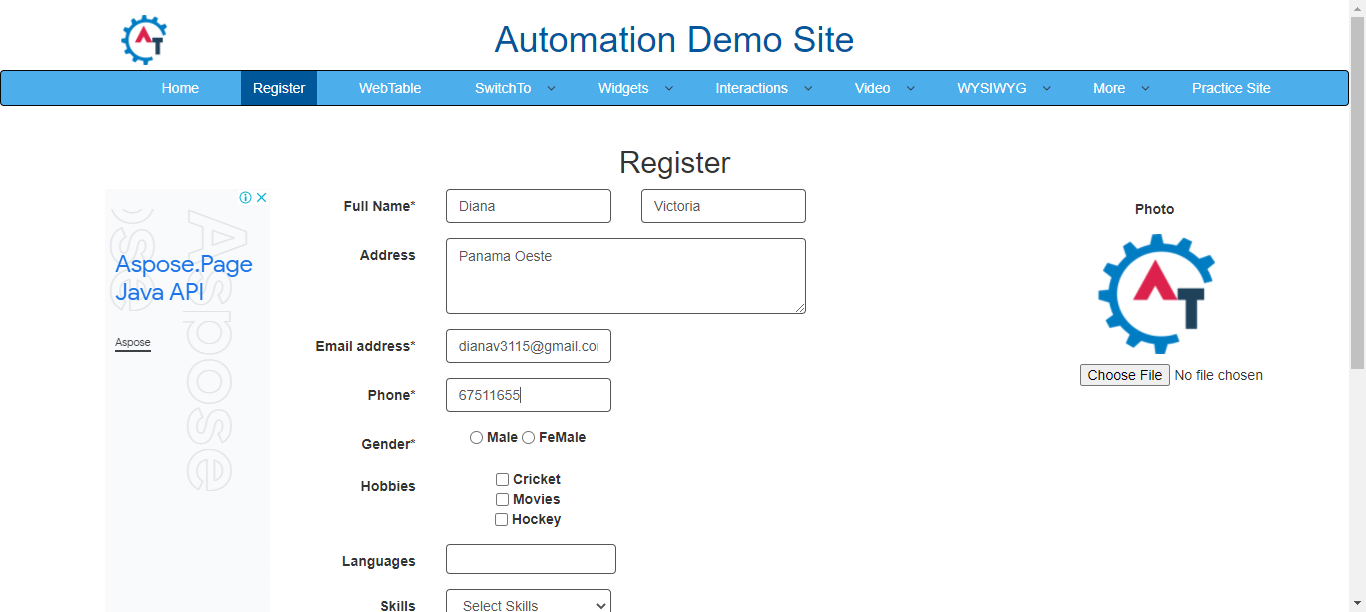 Automation Demo Site
Home Register WebTable SwitchTo Widgets Interactions Video WYSIWYG More Practice Site
Register
Aspose.Page
Java API
Aspose
Aspose
Full Name* Diana Victoria
Address Panama Oeste
Email address* dianav3115@gmail.co
Phone* 67511655
Gender* Male FeMale
Hobbies Cricket
Movies
Hockey
Languages
Skills Select Skills
Photo
AT
Choose File No file chosen